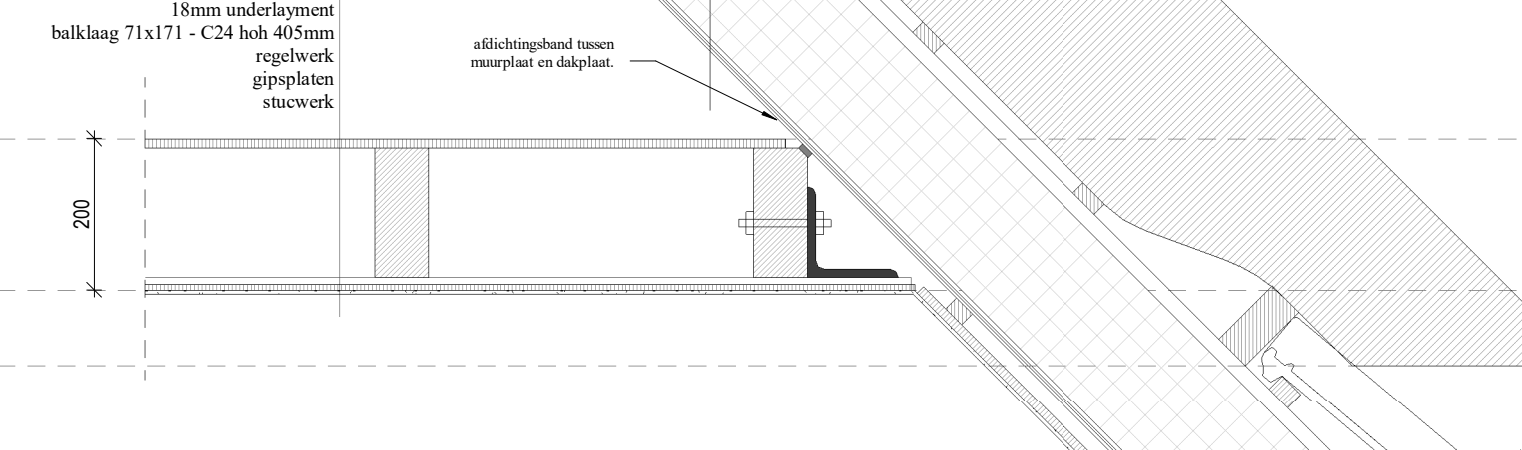 18mm underlayment
balklaag 71x171 - C24 hoh 405mm
regelwerk
gipsplaten
stucwerk
afdichtingsband tussen
muurplaat en dakplaat.
200